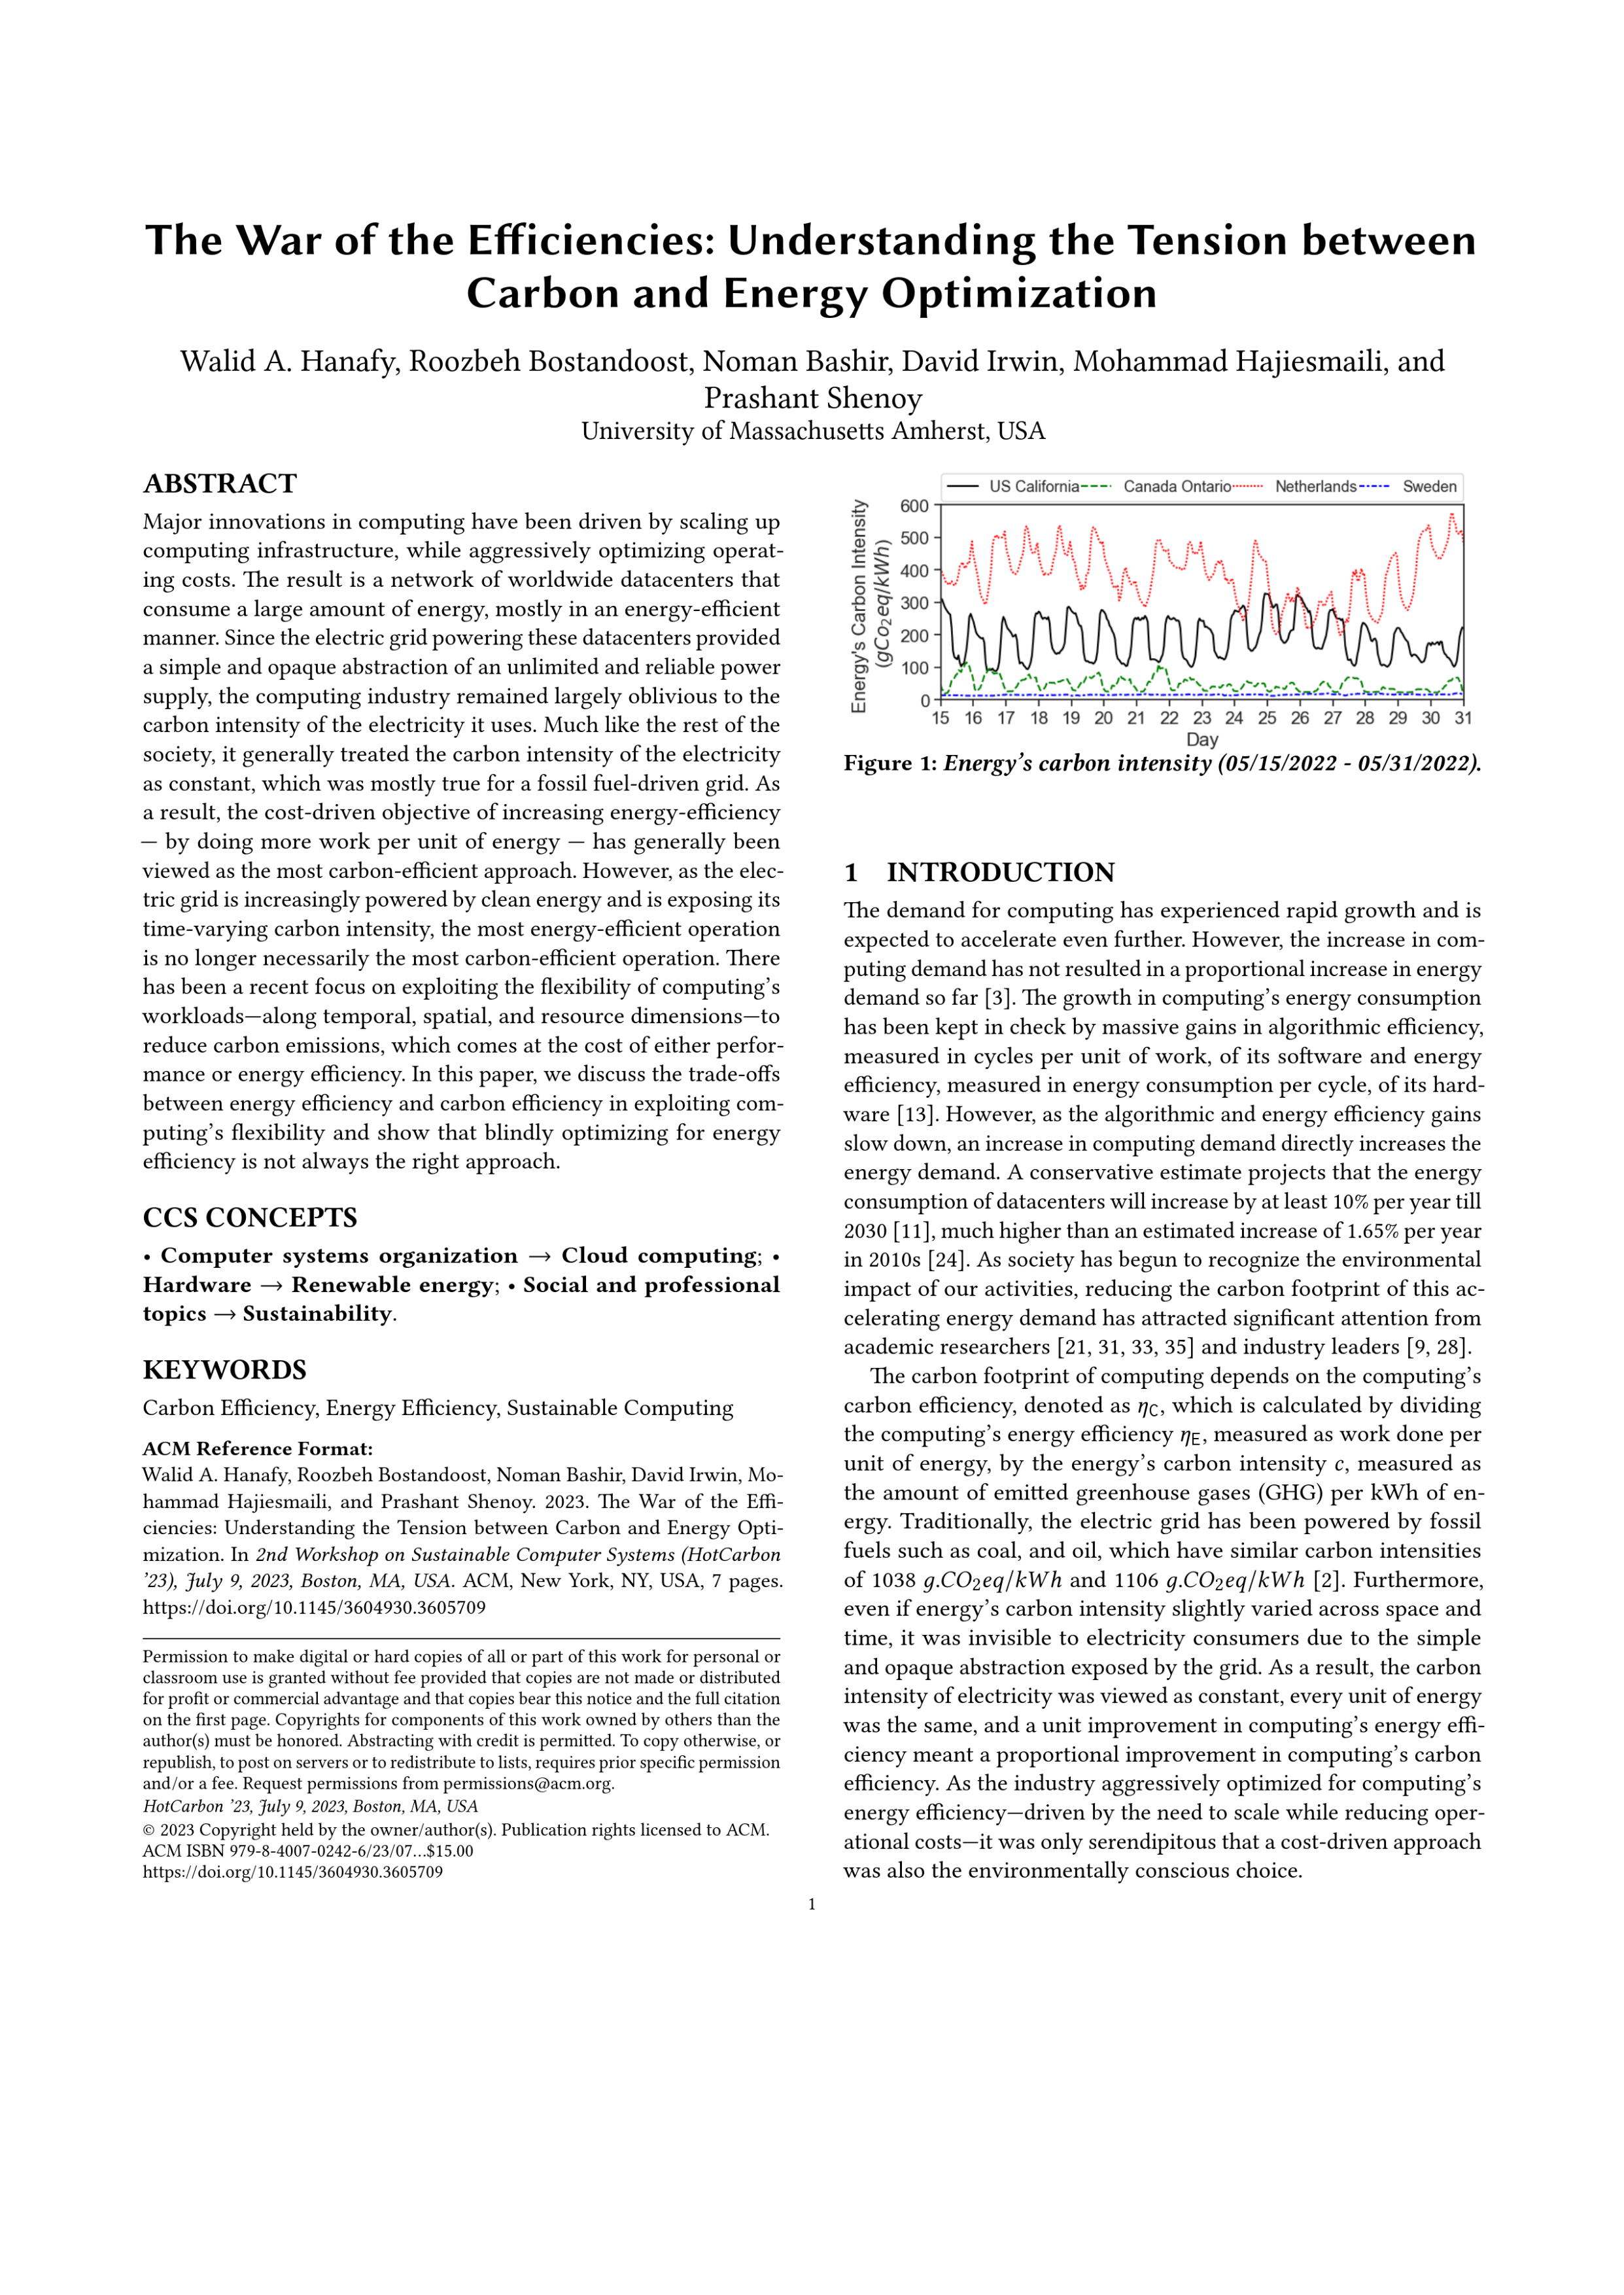 The War of the Efficiencies: Understanding the Tension between
Carbon and Energy Optimization
Walid A. Hanafy, Roozbeh Bostandoost, Noman Bashir, David Irwin, Mohammad Hajiesmaili, and
Prashant Shenoy
University of Massachusetts Amherst, USA
ABSTRACT
Major innovations in computing have been driven by scaling up
computing infrastructure, while aggressively optimizing operat-
ing costs. The result is a network of worldwide datacenters that
consume a large amount of energy, mostly in an energy-efficient
manner. Since the electric grid powering these datacenters provided
a simple and opaque abstraction of an unlimited and reliable power
supply, the computing industry remained largely oblivious to the
carbon intensity of the electricity it uses. Much like the rest of the
society, it generally treated the carbon intensity of the electricity
as constant, which was mostly true for a fossil fuel-driven grid. As
a result, the cost-driven objective of increasing energy-efficiency
— by doing more work per unit of energy — has generally been
viewed as the most carbon-efficient approach. However, as the elec-
tric grid is increasingly powered by clean energy and is exposing its
time-varying carbon intensity, the most energy-efficient operation
is no longer necessarily the most carbon-efficient operation. There
has been a recent focus on exploiting the flexibility of computing's
workloads—along temporal, spatial, and resource dimensions—to
reduce carbon emissions, which comes at the cost of either perfor-
mance or energy efficiency. In this paper, we discuss the trade-offs
between energy efficiency and carbon efficiency in exploiting com-
puting's flexibility and show that blindly optimizing for energy
efficiency is not always the right approach.
CCS CONCEPTS
• Computer systems organization → Cloud computing; •
Hardware → Renewable energy; • Social and professional
topics → Sustainability.
KEYWORDS
Carbon Efficiency, Energy Efficiency, Sustainable Computing
ACM Reference Format:
Walid A. Hanafy, Roozbeh Bostandoost, Noman Bashir, David Irwin, Mo-
hammad Hajiesmaili, and Prashant Shenoy. 2023. The War of the Effi-
ciencies: Understanding the Tension between Carbon and Energy Opti-
mization. In 2nd Workshop on Sustainable Computer Systems (HotCarbon
'23), July 9, 2023, Boston, MA, USA. ACM, New York, NY, USA, 7 pages.
https://doi.org/10.1145/3604930.3605709
Permission to make digital or hard copies of all or part of this work for personal or
classroom use is granted without fee provided that copies are not made or distributed
for profit or commercial advantage and that copies bear this notice and the full citation
on the first page. Copyrights for components of this work owned by others than the
author(s) must be honored. Abstracting with credit is permitted. To copy otherwise, or
republish, to post on servers or to redistribute to lists, requires prior specific permission
and/or a fee. Request permissions from permissions@acm.org.
HotCarbon '23, July 9, 2023, Boston, MA, USA
© 2023 Copyright held by the owner/author(s). Publication rights licensed to ACM.
ACM ISBN 979-8-4007-0242-6/23/07...$15.00
https://doi.org/10.1145/3604930.3605709
US California Canada Ontario Netherlands Sweden
Energy's Carbon Intensity
(gCo₂eq/kWh)
600
500
400
300
200
100
0
15 16 17 18 19 20 21 22 23 24 25 26 27 28 29 30 31
Day
Figure 1: Energy's carbon intensity (05/15/2022 - 05/31/2022).
1 INTRODUCTION
The demand for computing has experienced rapid growth and is
expected to accelerate even further. However, the increase in com-
puting demand has not resulted in a proportional increase in energy
demand so far [3]. The growth in computing's energy consumption
has been kept in check by massive gains in algorithmic efficiency,
measured in cycles per unit of work, of its software and energy
efficiency, measured in energy consumption per cycle, of its hard-
ware [13]. However, as the algorithmic and energy efficiency gains
slow down, an increase in computing demand directly increases the
energy demand. A conservative estimate projects that the energy
consumption of datacenters will increase by at least 10% per year till
2030 [11], much higher than an estimated increase of 1.65% per year
in 2010s [24]. As society has begun to recognize the environmental
impact of our activities, reducing the carbon footprint of this ac-
celerating energy demand has attracted significant attention from
academic researchers [21, 31, 33, 35] and industry leaders [9, 28].
The carbon footprint of computing depends on the computing's
carbon efficiency, denoted as η_C, which is calculated by dividing
the computing's energy efficiency η_E, measured as work done per
unit of energy, by the energy's carbon intensity c, measured as
the amount of emitted greenhouse gases (GHG) per kWh of en-
ergy. Traditionally, the electric grid has been powered by fossil
fuels such as coal, and oil, which have similar carbon intensities
of 1038 g.CO₂eq/kWh and 1106 g.CO₂eq/kWh [2]. Furthermore,
even if energy's carbon intensity slightly varied across space and
time, it was invisible to electricity consumers due to the simple
and opaque abstraction exposed by the grid. As a result, the carbon
intensity of electricity was viewed as constant, every unit of energy
was the same, and a unit improvement in computing's energy effi-
ciency meant a proportional improvement in computing's carbon
efficiency. As the industry aggressively optimized for computing's
energy efficiency—driven by the need to scale while reducing oper-
ational costs—it was only serendipitous that a cost-driven approach
was also the environmentally conscious choice.
1